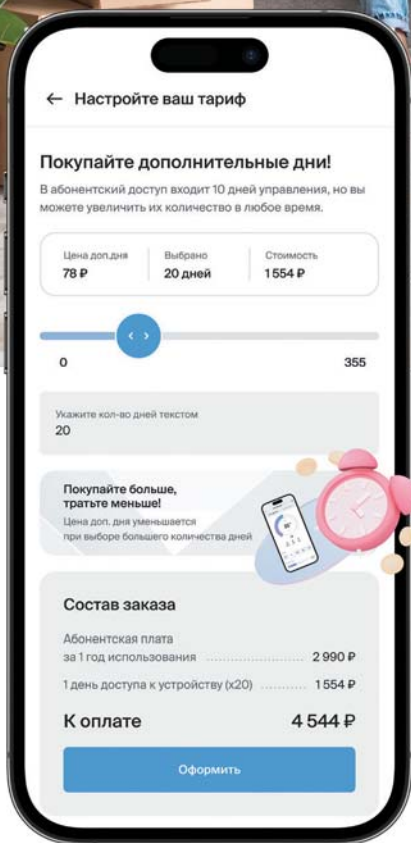 ← Настройте ваш тариф
Покупайте дополнительные дни!
В абонентский доступ входит 10 дней управления, но вы
можете увеличить их количество в любое время.
Цена доп.дня Выбрано Стоимость
78 ₽ 20 дней 1 554 ₽
0 355
Укажите кол-во дней текстом
20
Покупайте больше,
тратьте меньше!
Цена доп. дня уменьшается
при выборе большего количества дней
Состав заказа
Абонентская плата
за 1 год использования 2 990 ₽
1 день доступа к устройству (x20) 1 554 ₽
К оплате 4 544 ₽
Оформить